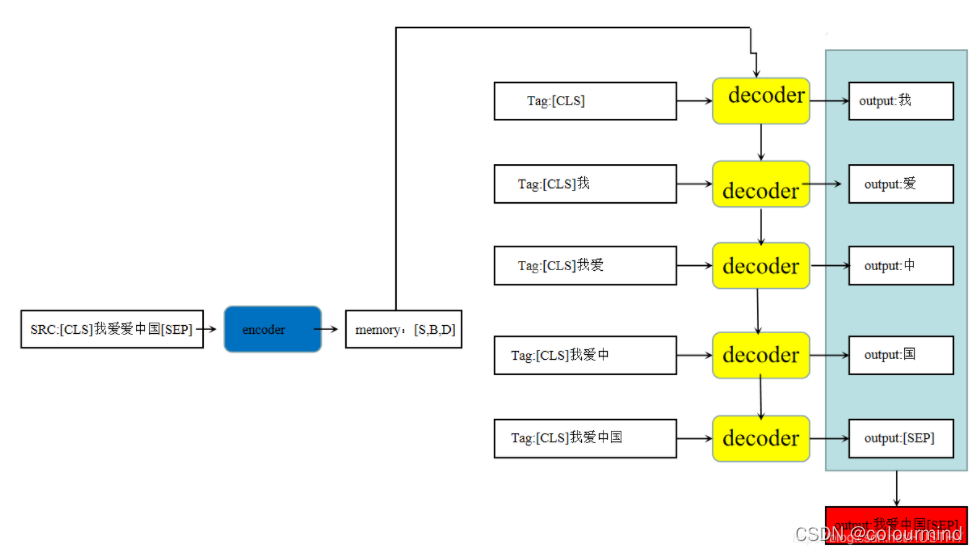 SRC:[CLS]我爱爱中国[SEP]
encoder
memory：[S,B,D]
Tag:[CLS]
decoder
output:我
Tag:[CLS]我
decoder
output:爱
Tag:[CLS]我爱
decoder
output:中
Tag:[CLS]我爱中
decoder
output:国
Tag:[CLS]我爱中国
decoder
output:[SEP]
output:我爱中国[SEP]
CSDN @colourmind